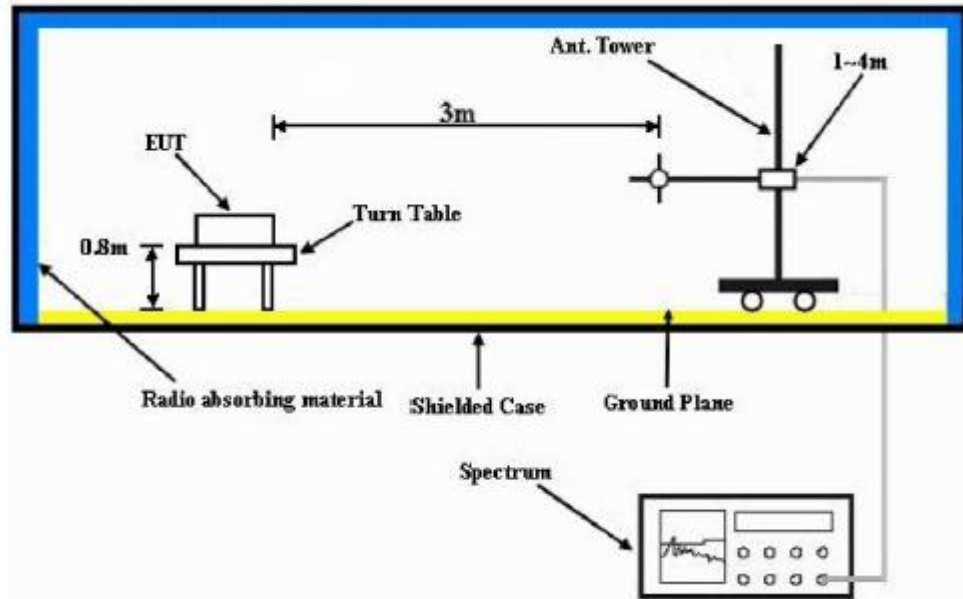 Ant. Tower
1~4m
3m
EUT
Turn Table
0.8m
Radio absorbing material
Shielded Case
Ground Plane
Spectrum